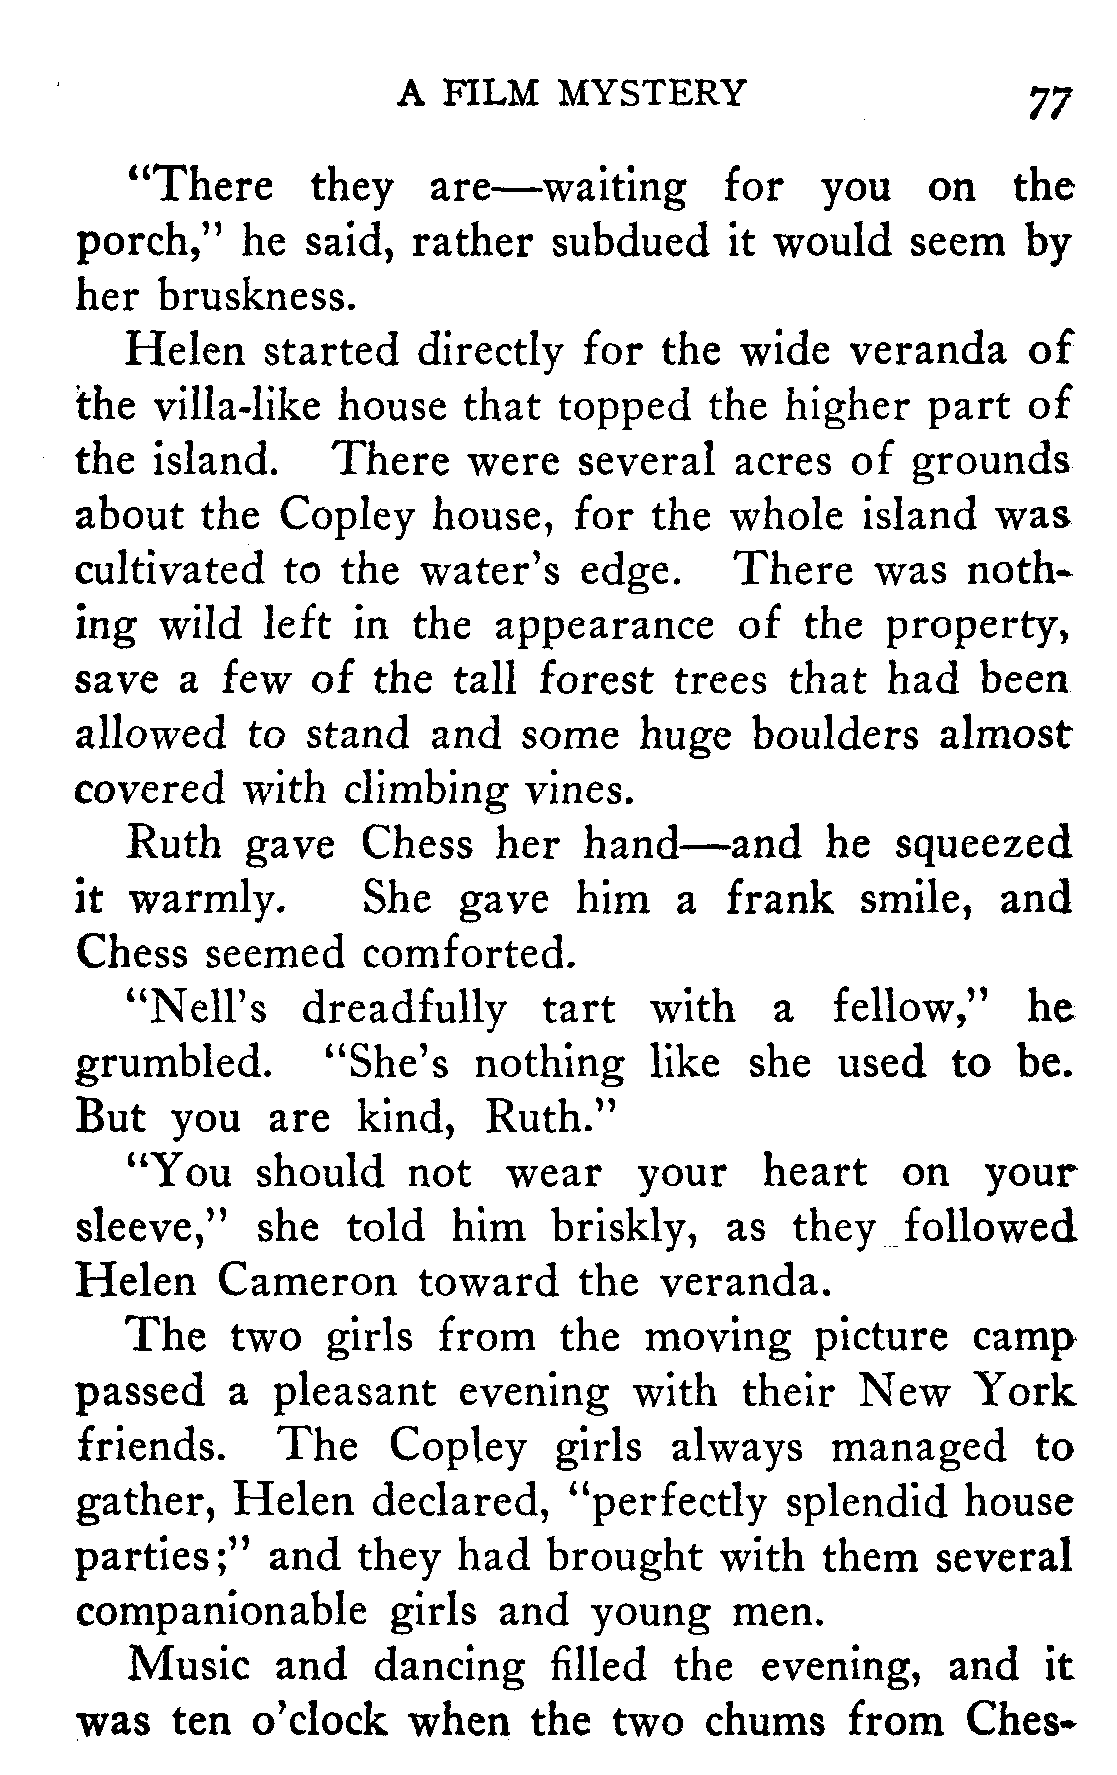 A FILM MYSTERY 77
“There they are—waiting for you on the
porch,” he said, rather subdued it would seem by
her bruskness.
Helen started directly for the wide veranda of
the villa-like house that topped the higher part of
the island. There were several acres of grounds
about the Copley house, for the whole island was
cultivated to the water’s edge. There was noth-
ing wild left in the appearance of the property,
save a few of the tall forest trees that had been
allowed to stand and some huge boulders almost
covered with climbing vines.
Ruth gave Chess her hand—and he squeezed
it warmly. She gave him a frank smile, and
Chess seemed comforted.
“Nell’s dreadfully tart with a fellow,” he
grumbled. “She’s nothing like she used to be.
But you are kind, Ruth.”
“You should not wear your heart on your
sleeve,” she told him briskly, as they followed
Helen Cameron toward the veranda.
The two girls from the moving picture camp
passed a pleasant evening with their New York
friends. The Copley girls always managed to
gather, Helen declared, “perfectly splendid house
parties;” and they had brought with them several
companionable girls and young men.
Music and dancing filled the evening, and it
was ten o’clock when the two chums from Ches-